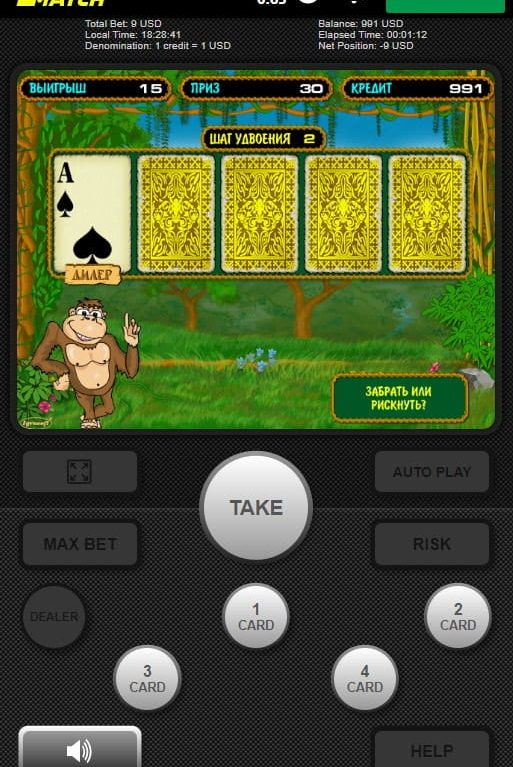 MATCH
Total Bet: 9 USD
Balance: 991 USD
Local Time: 18:28:41
Elapsed Time: 00:01:12
Denomination: 1 credit = 1 USD
Net Position: -9 USD
ВЫИГРЫШ 15
ПРИЗ 30
КРЕДИТ 991
ШАГ УДВОЕНИЯ 2
A
ДИЛЕР
ЗАБРАТЬ ИЛИ
РИСКНУТЬ?
Igrosoft
AUTO PLAY
TAKE
MAX BET
RISK
DEALER
1
CARD
2
CARD
3
CARD
4
CARD
HELP